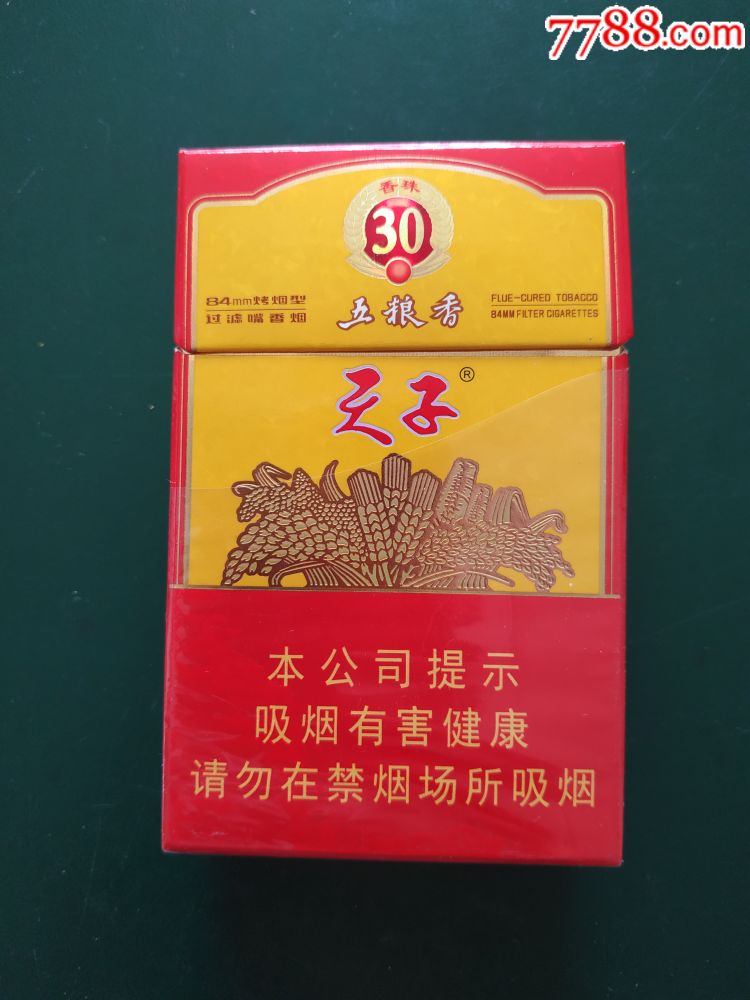 7788.com
香珠
30
84mm烤烟型
过滤嘴香烟
五粮香
FLUE-CURED TOBACCO
84MM FILTER CIGARETTES
天子®
本公司提示
吸烟有害健康
请勿在禁烟场所吸烟